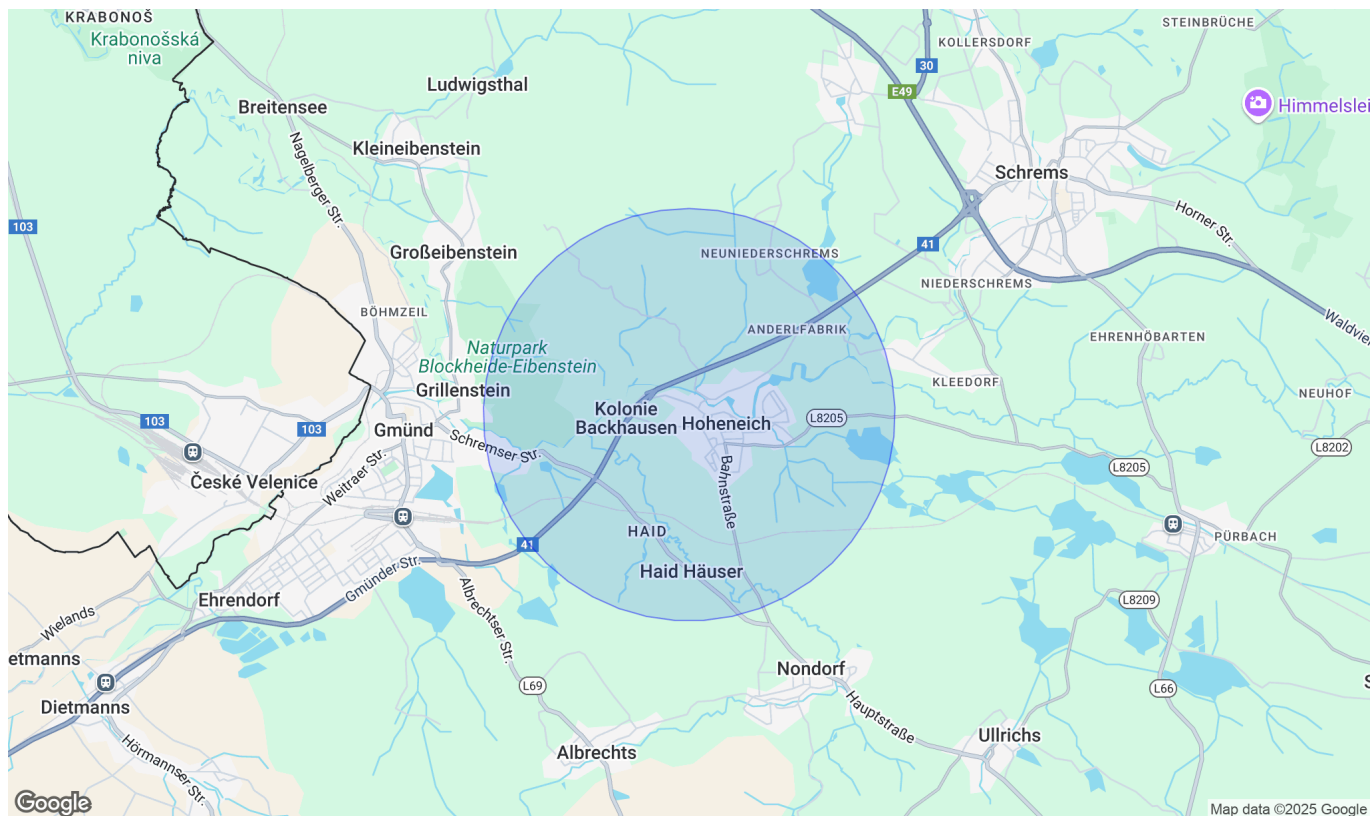 KRABONOŠ
Krabonošská
niva
STEINBRÜCHE
KOLLERSDORF
30
E49
Ludwigsthal
Breitensee
Himmelslei
Kleineibenstein
Nagelberger Str.
Schrems
Horner Str.
103
41
Großeibenstein
NEUNIEDERSCHREMS
NIEDERSCHREMS
BÖHMZEIL
ANDERLFABRIK
Waldvie
EHRENHÖBARTEN
Naturpark
Blockheide-Eibenstein
Grillenstein
KLEEDORF
NEUHOF
Kolonie
Backhausen
Hoheneich
L8205
103
103
Gmünd
Schremser Str.
L8202
L8205
Weitraer Str.
České Velenice
Bahnstraße
HAID
PÜRBACH
41
Haid Häuser
Gmünder Str.
Ehrendorf
Albrechtser Str.
L8209
Wielands
etmanns
Nondorf
L69
L66
S
Dietmanns
Hauptstraße
Ullrichs
Hörmannser Str.
Albrechts
Google
Map data ©2025 Google